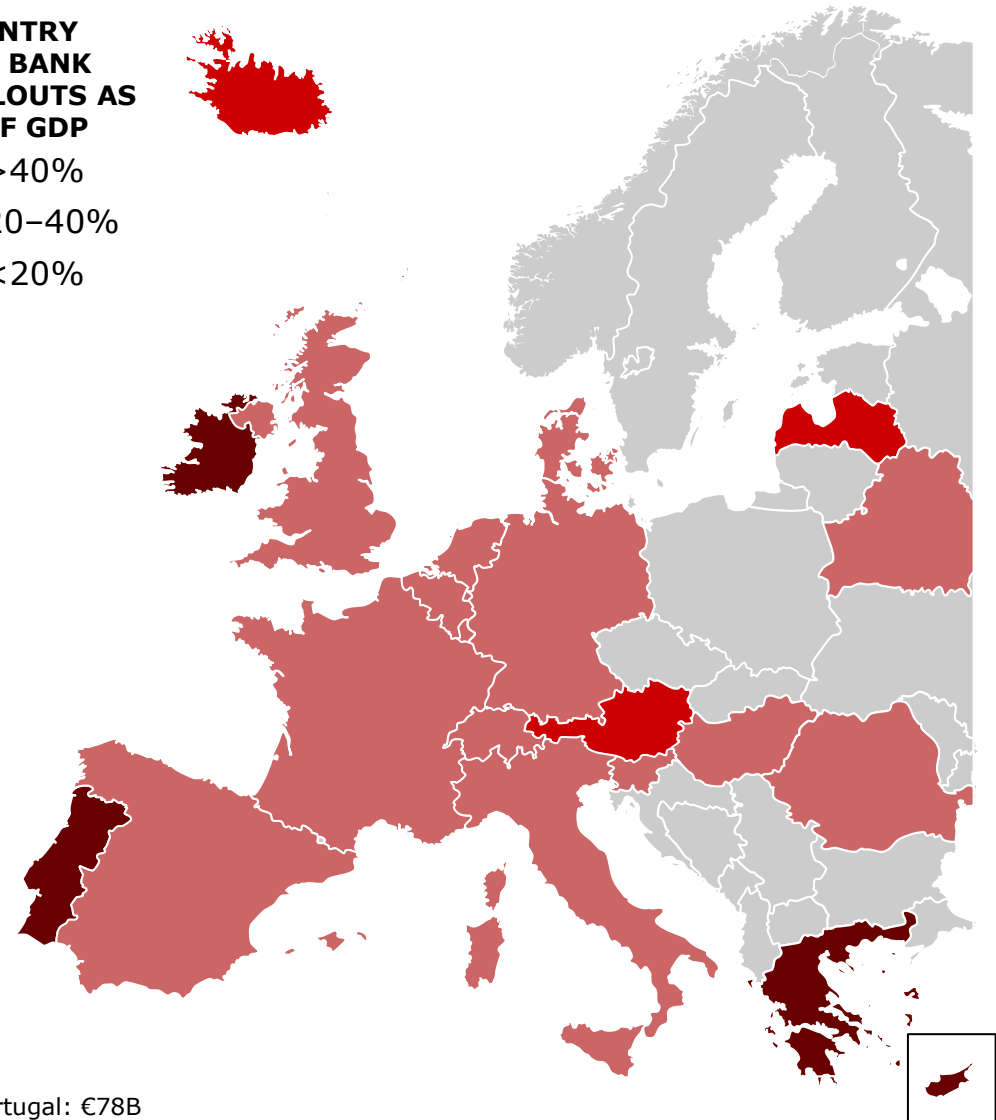 NTRY
BANK
LOUTS AS
F GDP
>40%
20–40%
<20%
rtugal: €78B